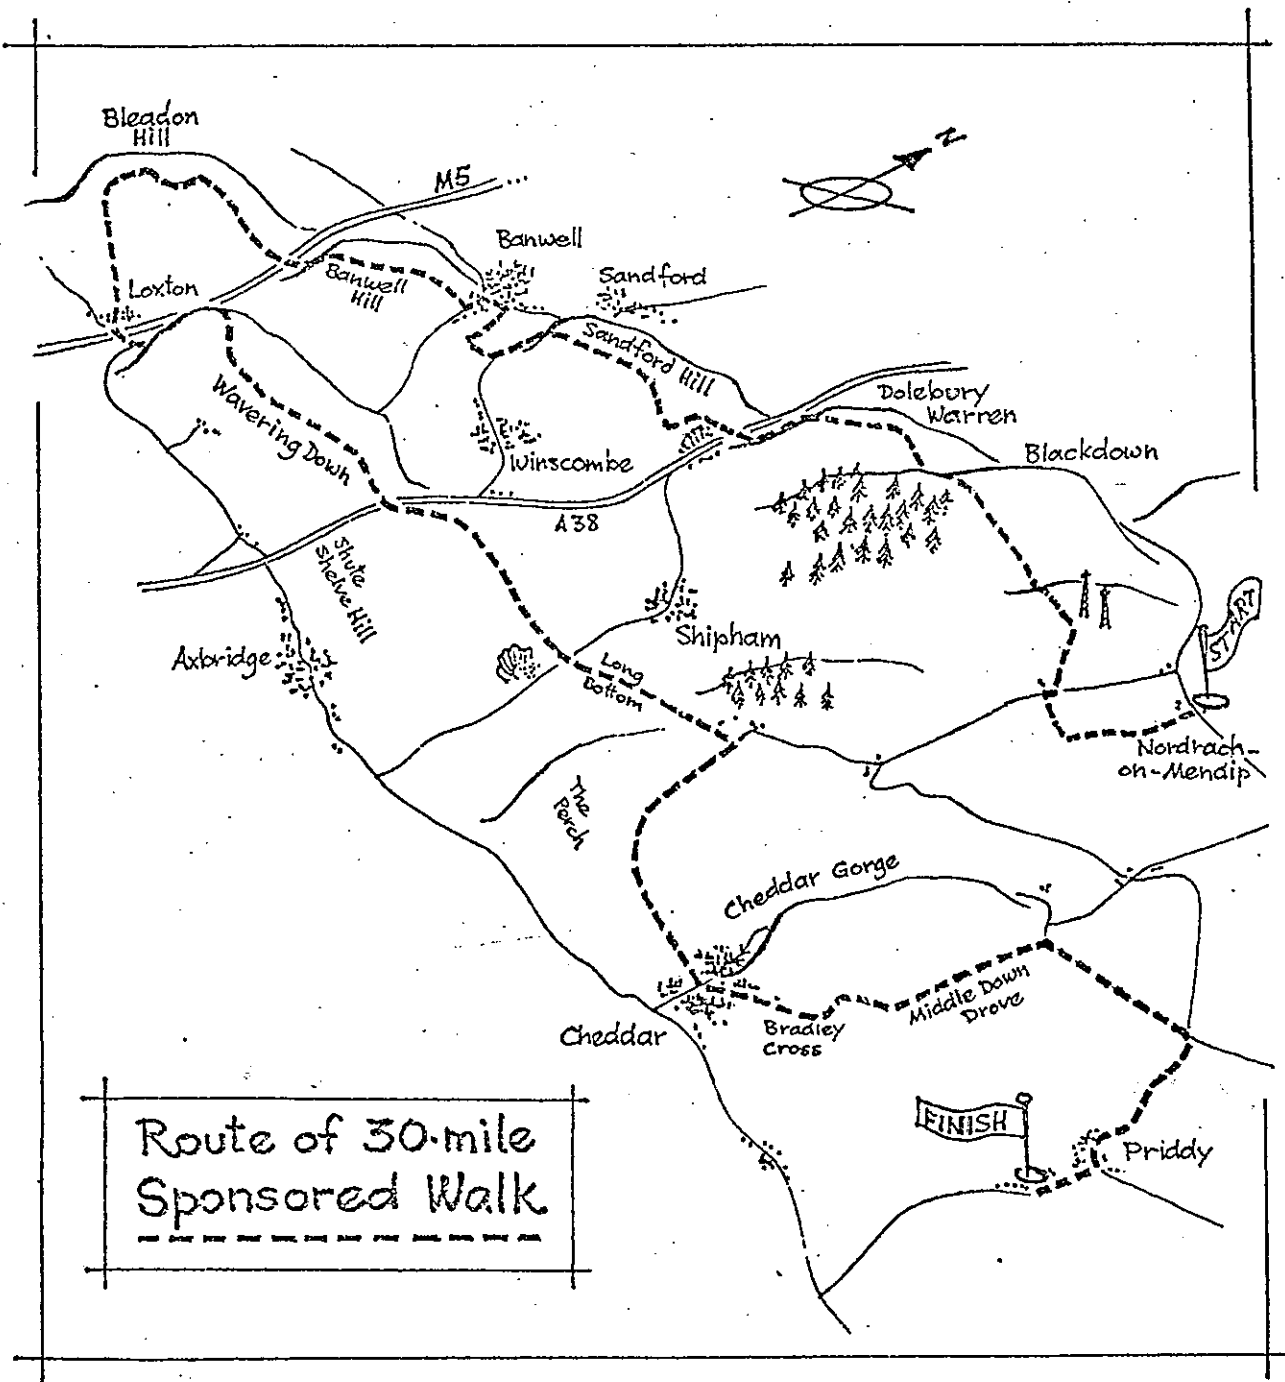 Bleadon
Hill
M5
N
Banwell
Sandford
Loxton
Banwell
Hill
Sandford Hill
Dolebury
Warren
Wavering Down
Winscombe
Blackdown
A38
Shute
Shelve Hill
START
Axbridge
Shipham
Long
Bottom
Nordrach-
on-Mendip
The
Perch
Cheddar Gorge
Middle Down
Drove
Bradley
Cross
Cheddar
FINISH
Priddy
Route of 30-mile
Sponsored Walk